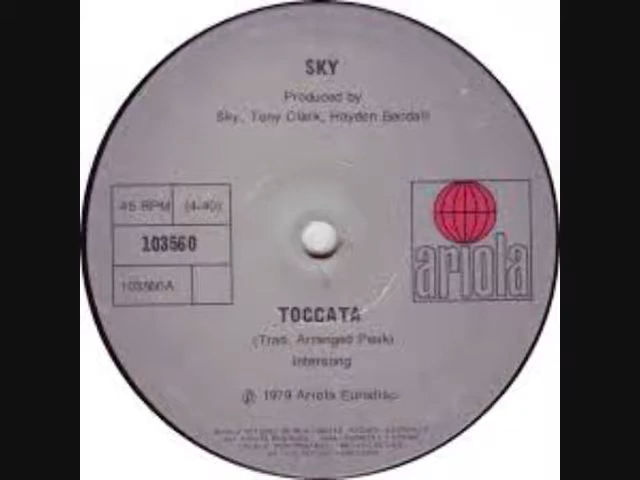 SKY
Produced by
Sky, Tony Clark, Hayden Bendall
45 RPM (4-40)
103560
103560A
ariola
TOCCATA
(Trad. Arranged Peek)
Intersong
℗ 1979 Ariola Eurodisc